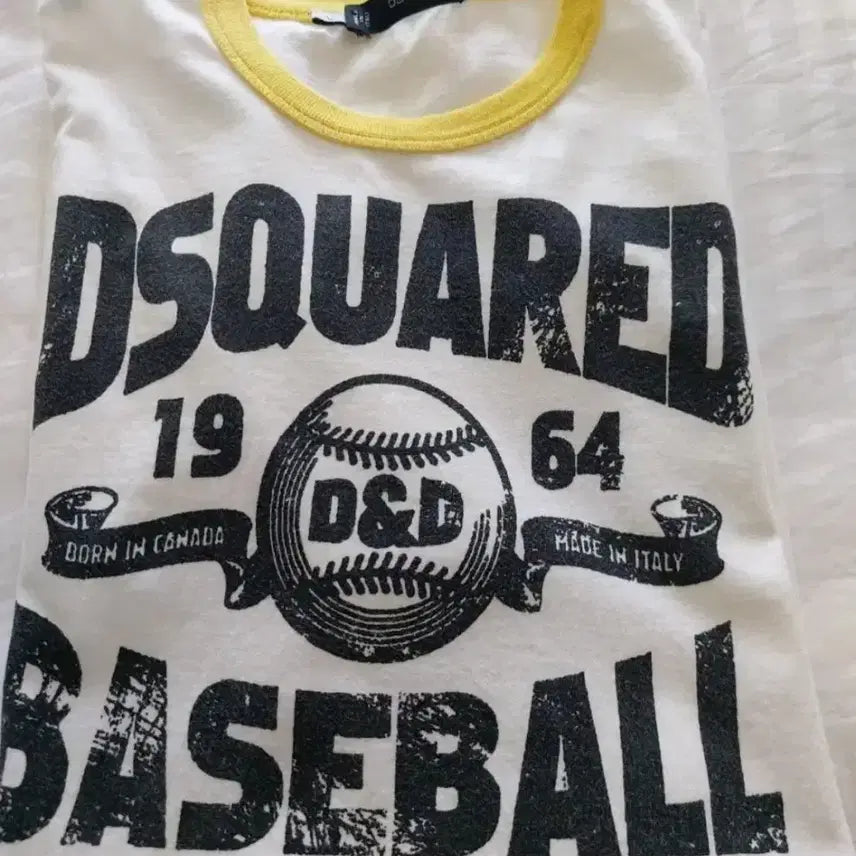 DSQUARED
19 64
D&D
BORN IN CANADA
MADE IN ITALY
BASEBALL